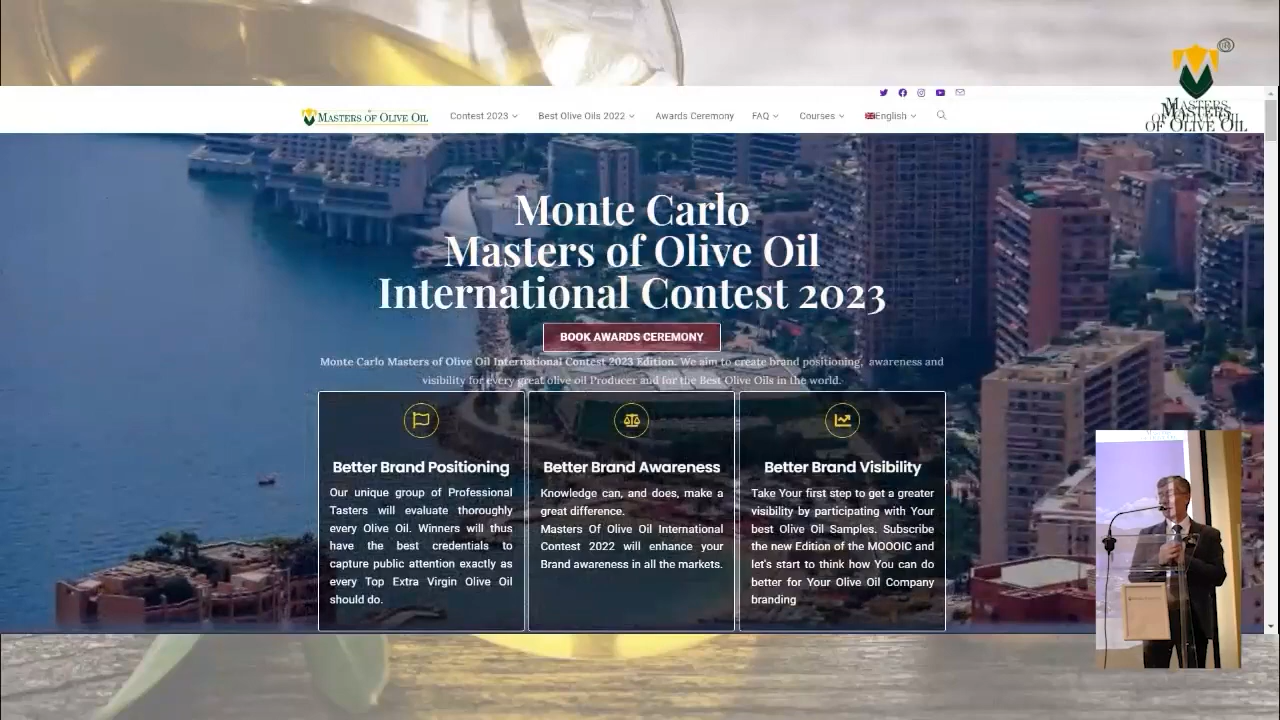 ®
MASTERS
OF OLIVE OIL
MASTERS OF OLIVE OIL
Contest 2023
Best Olive Oils 2022
Awards Ceremony
FAQ
Courses
English
Monte Carlo
Masters of Olive Oil
International Contest 2023
BOOK AWARDS CEREMONY
Monte Carlo Masters of Olive Oil International Contest 2023 Edition. We aim to create brand positioning, awareness and
visibility for every great olive oil Producer and for the Best Olive Oils in the world.
Better Brand Positioning
Our unique group of Professional
Tasters will evaluate thoroughly
every Olive Oil. Winners will thus
have the best credentials to
capture public attention exactly as
every Top Extra Virgin Olive Oil
should do.
Better Brand Awareness
Knowledge can, and does, make a
great difference.
Masters Of Olive Oil International
Contest 2022 will enhance your
Brand awareness in all the markets.
Better Brand Visibility
Take Your first step to get a greater
visibility by participating with Your
best Olive Oil Samples. Subscribe
the new Edition of the MOOOIC and
let's start to think how You can do
better for Your Olive Oil Company
branding